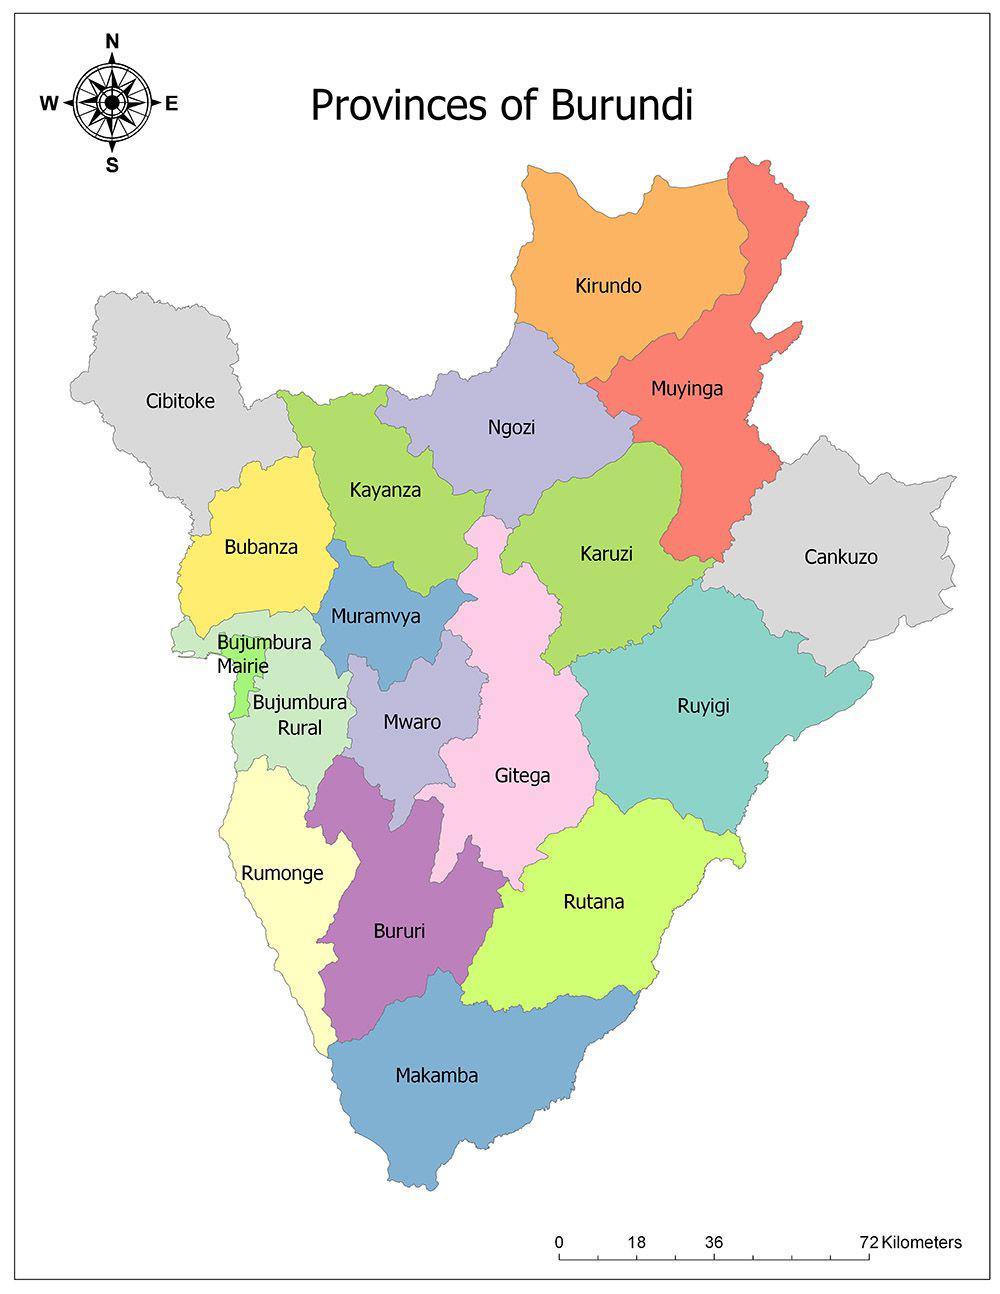 N
W E
S
Provinces of Burundi
Kirundo
Muyinga
Cibitoke
Ngozi
Kayanza
Bubanza
Karuzi
Cankuzo
Muramvya
Bujumbura
Mairie
Bujumbura
Rural
Mwaro
Ruyigi
Gitega
Rumonge
Rutana
Bururi
Makamba
0 18 36 72 Kilometers